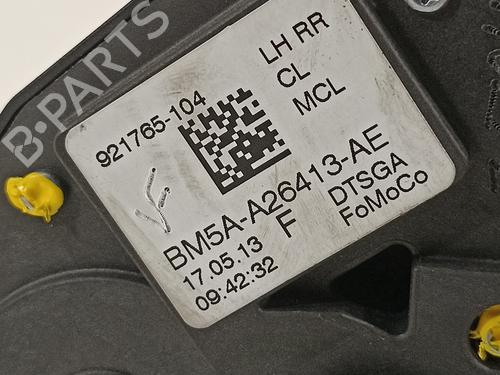 B·PARTS
LH RR
CL
MCL
921765-104
BM5A-A26413-AE
F
DTSGA
FoMoCo
17.05.13
09:42:32